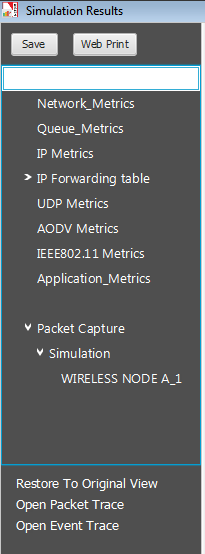 Simulation Results
Save Web Print
Network_Metrics
Queue_Metrics
IP Metrics
IP Forwarding table
UDP Metrics
AODV Metrics
IEEE802.11 Metrics
Application_Metrics
Packet Capture
Simulation
WIRELESS NODE A_1
Restore To Original View
Open Packet Trace
Open Event Trace